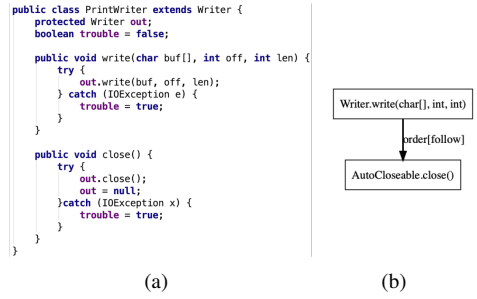 public class PrintWriter extends Writer {
protected Writer out;
boolean trouble = false;
public void write(char buf[], int off, int len) {
try {
out.write(buf, off, len);
} catch (IOException e) {
trouble = true;
}
}
public void close() {
try {
out.close();
out = null;
}catch (IOException x) {
trouble = true;
}
}
}
(a)
Writer.write(char[], int, int)
order[follow]
AutoCloseable.close()
(b)